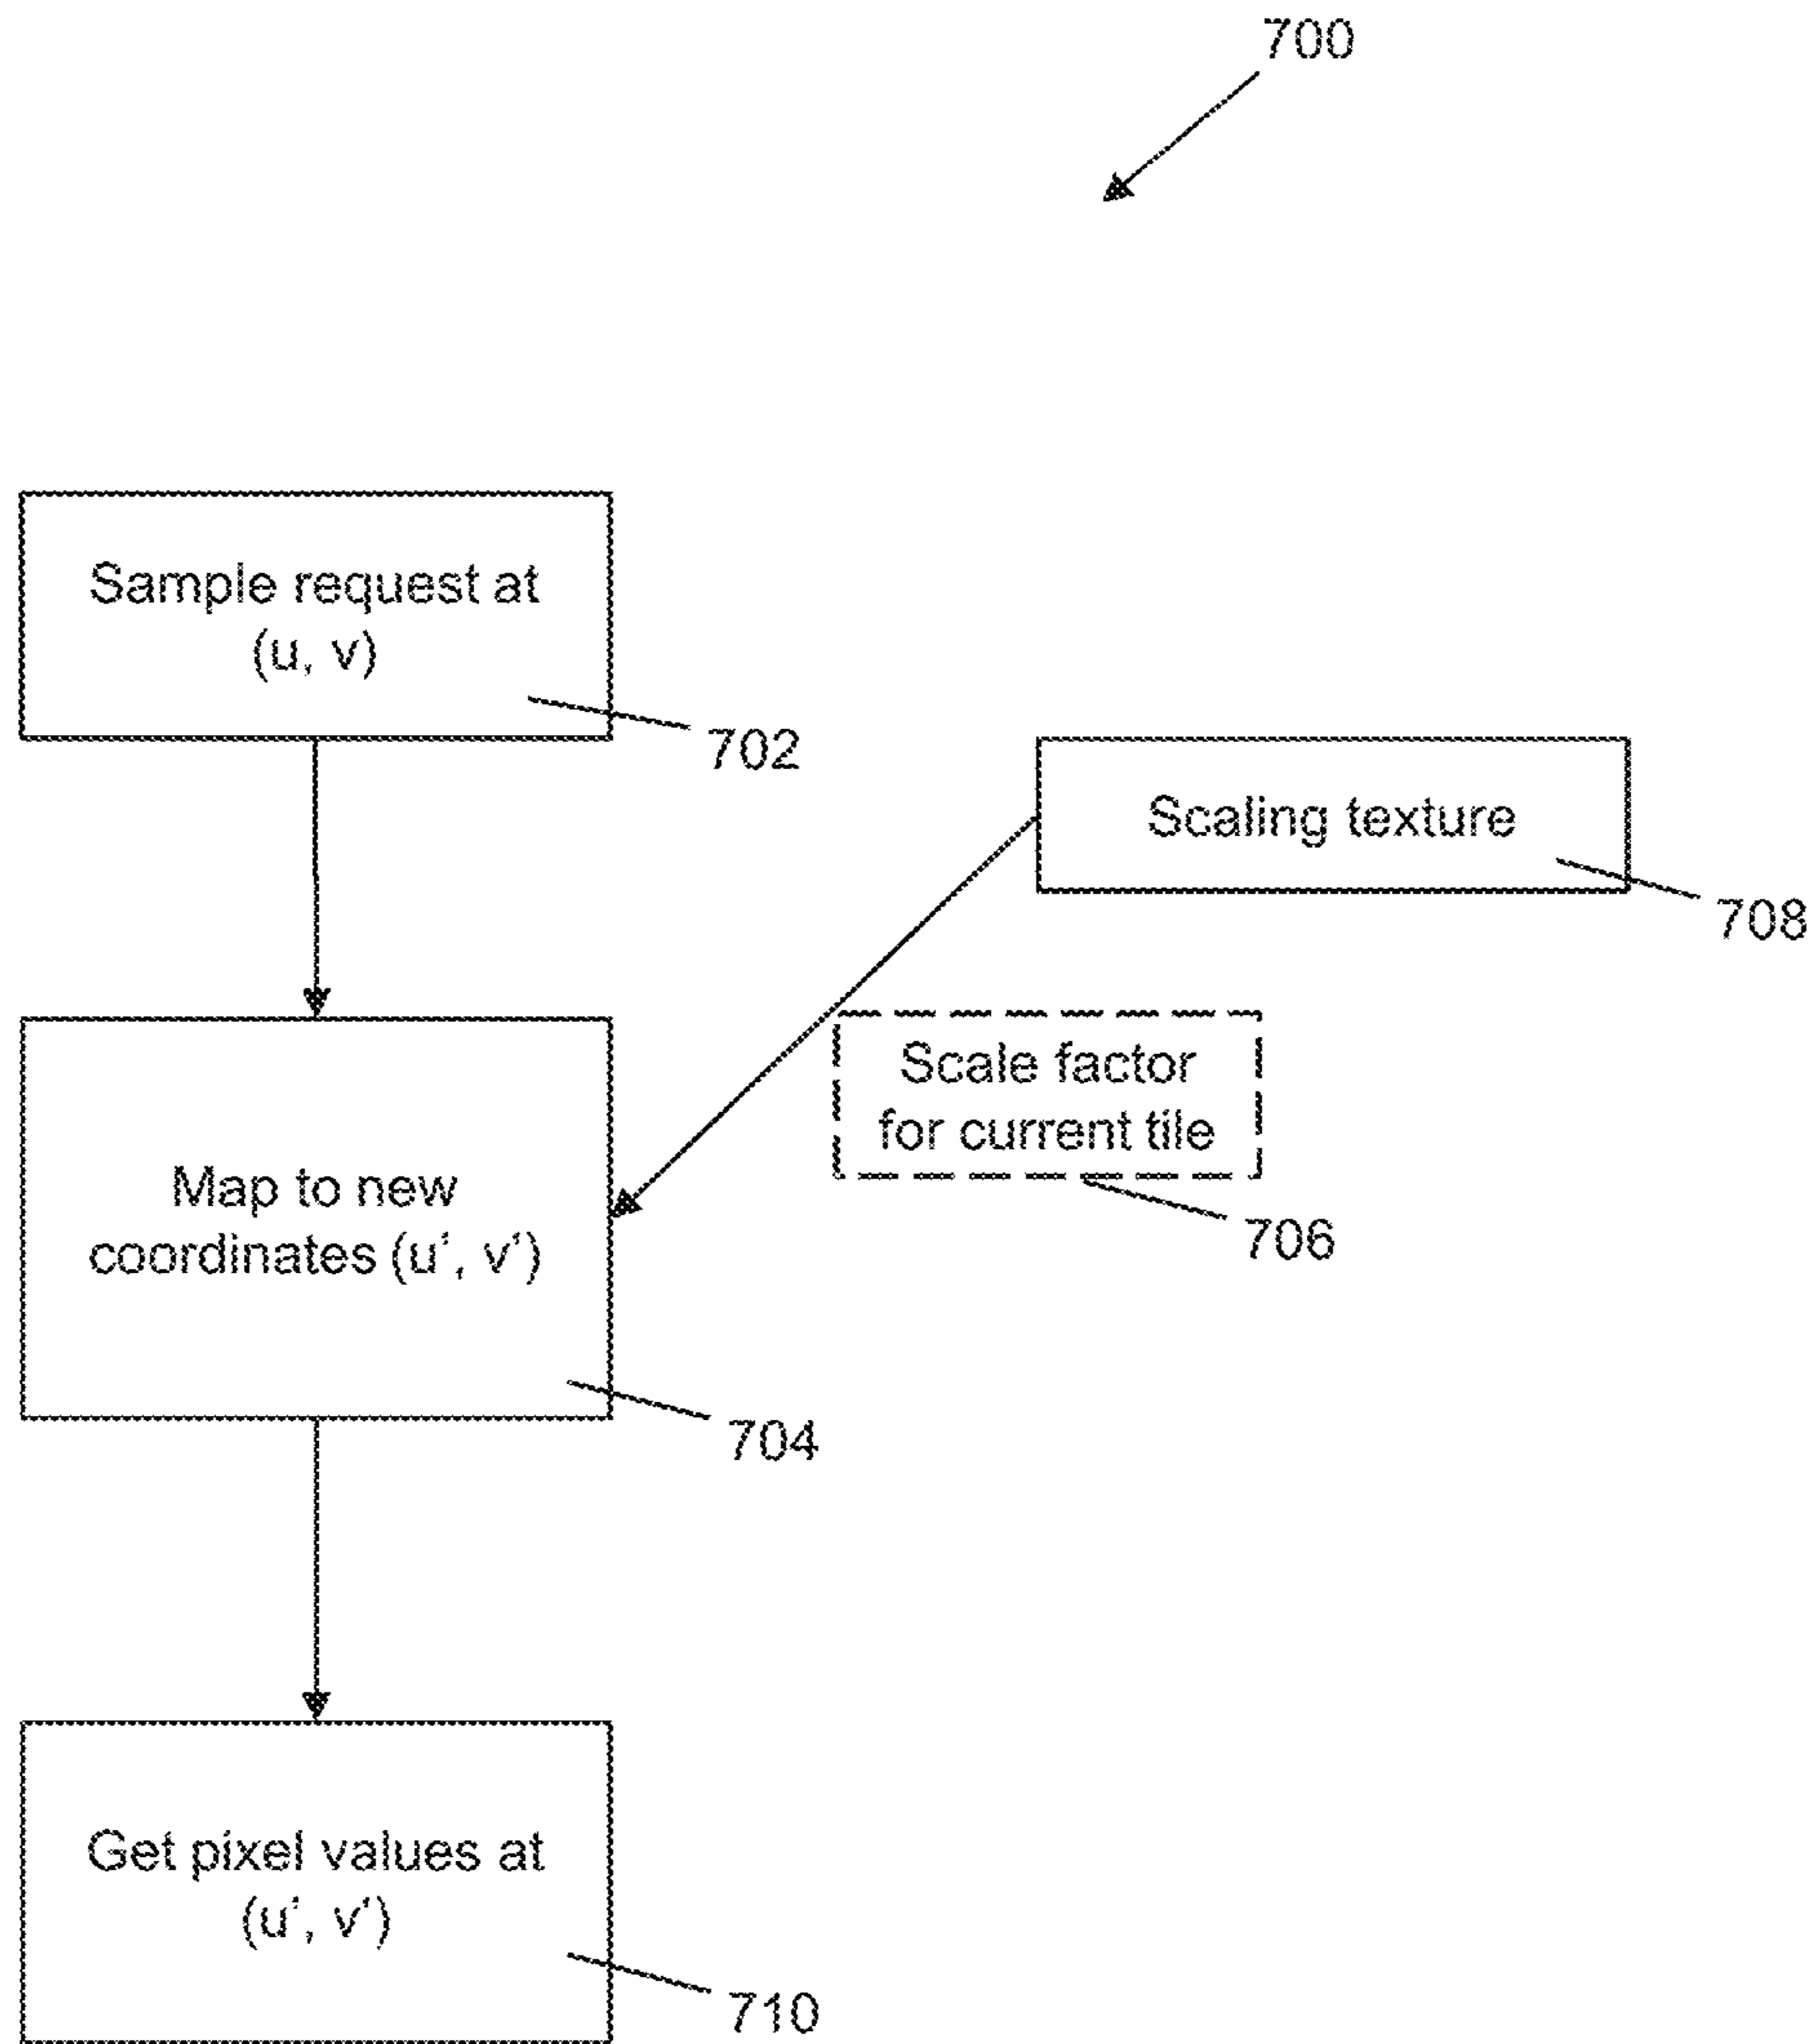 700
Sample request at
(u, v)
702
Scaling texture
708
Scale factor
for current tile
706
Map to new
coordinates (u‘, v‘)
704
Get pixel values at
(u‘, v‘)
710